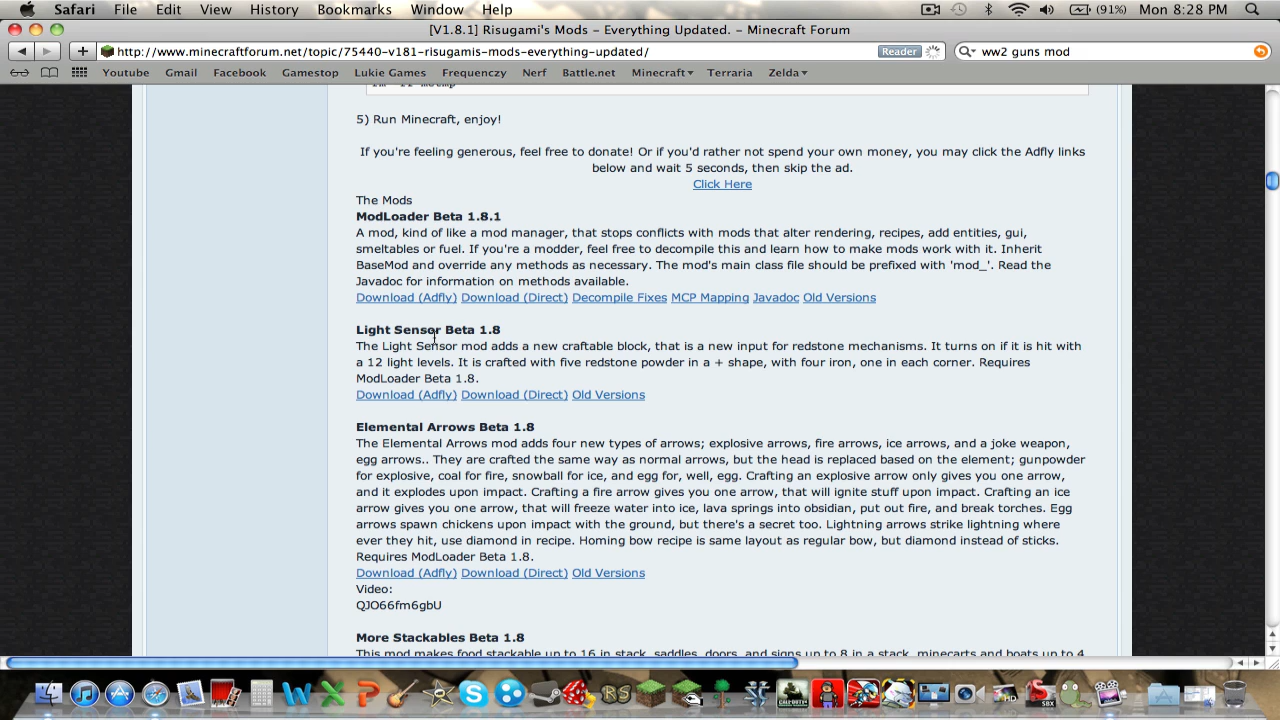 Safari File Edit View History Bookmarks Window Help (91%) Mon 8:28 PM
[V1.8.1] Risugami's Mods – Everything Updated. – Minecraft Forum
http://www.minecraftforum.net/topic/75440-v181-risugamis-mods-everything-updated/ Reader ww2 guns mod
Youtube Gmail Facebook Gamestop Lukie Games Frequenczy Nerf Battle.net Minecraft Terraria Zelda
5) Run Minecraft, enjoy!
If you're feeling generous, feel free to donate! Or if you'd rather not spend your own money, you may click the Adfly links
below and wait 5 seconds, then skip the ad.
Click Here
The Mods
ModLoader Beta 1.8.1
A mod, kind of like a mod manager, that stops conflicts with mods that alter rendering, recipes, add entities, gui,
smeltables or fuel. If you're a modder, feel free to decompile this and learn how to make mods work with it. Inherit
BaseMod and override any methods as necessary. The mod's main class file should be prefixed with 'mod_'. Read the
Javadoc for information on methods available.
Download (Adfly) Download (Direct) Decompile Fixes MCP Mapping Javadoc Old Versions
Light Sensor Beta 1.8
The Light Sensor mod adds a new craftable block, that is a new input for redstone mechanisms. It turns on if it is hit with
a 12 light levels. It is crafted with five redstone powder in a + shape, with four iron, one in each corner. Requires
ModLoader Beta 1.8.
Download (Adfly) Download (Direct) Old Versions
Elemental Arrows Beta 1.8
The Elemental Arrows mod adds four new types of arrows; explosive arrows, fire arrows, ice arrows, and a joke weapon,
egg arrows.. They are crafted the same way as normal arrows, but the head is replaced based on the element; gunpowder
for explosive, coal for fire, snowball for ice, and egg for, well, egg. Crafting an explosive arrow only gives you one arrow,
and it explodes upon impact. Crafting a fire arrow gives you one arrow, that will ignite stuff upon impact. Crafting an ice
arrow gives you one arrow, that will freeze water into ice, lava springs into obsidian, put out fire, and break torches. Egg
arrows spawn chickens upon impact with the ground, but there's a secret too. Lightning arrows strike lightning where
ever they hit, use diamond in recipe. Homing bow recipe is same layout as regular bow, but diamond instead of sticks.
Requires ModLoader Beta 1.8.
Download (Adfly) Download (Direct) Old Versions
Video:
QJO66fm6gbU
More Stackables Beta 1.8
This mod makes food stackable up to 16 in stack, saddles, doors, and signs up to 8 in a stack, minecarts and boats up to 4